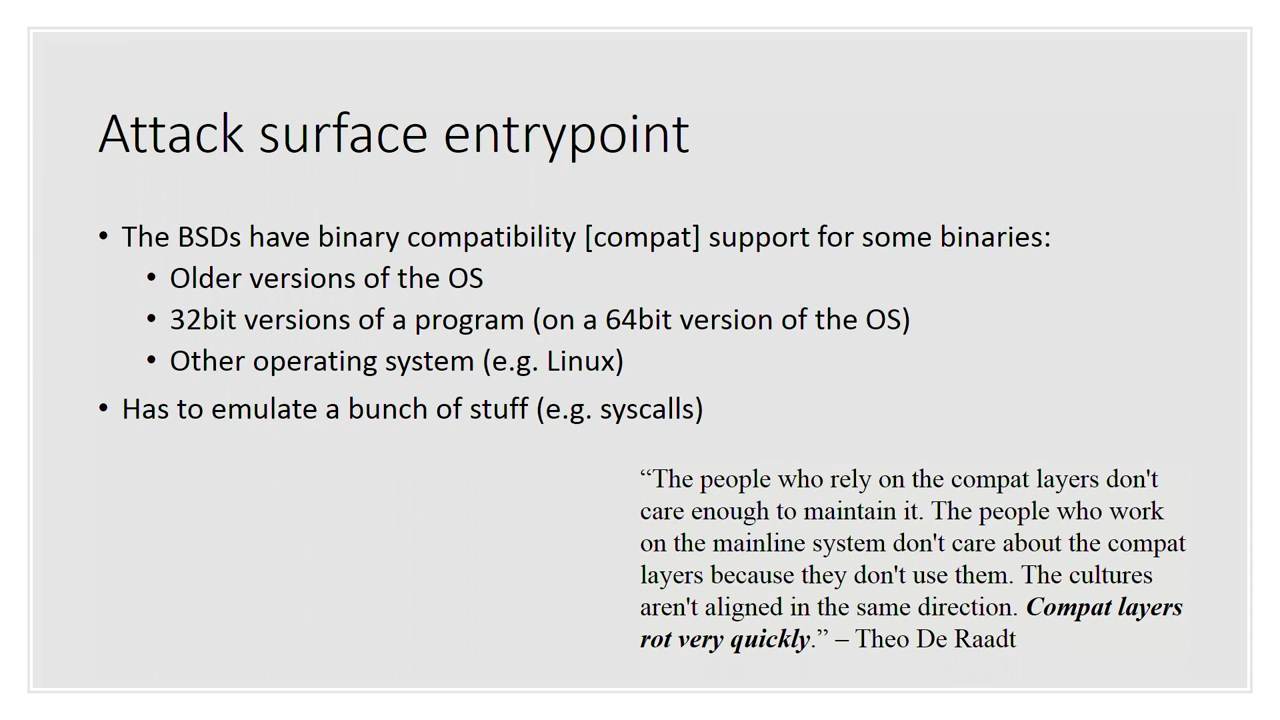 Attack surface entrypoint
• The BSDs have binary compatibility [compat] support for some binaries:
• Older versions of the OS
• 32bit versions of a program (on a 64bit version of the OS)
• Other operating system (e.g. Linux)
• Has to emulate a bunch of stuff (e.g. syscalls)
“The people who rely on the compat layers don't
care enough to maintain it. The people who work
on the mainline system don't care about the compat
layers because they don't use them. The cultures
aren't aligned in the same direction. Compat layers
rot very quickly.” – Theo De Raadt